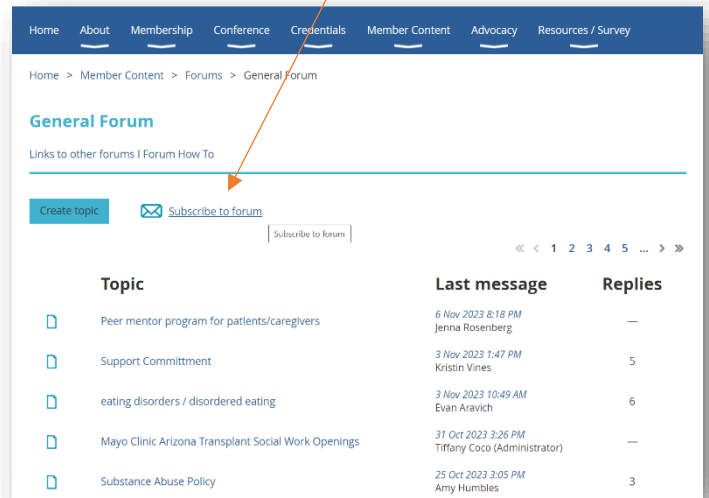 Home About Membership Conference Credentials Member Content Advocacy Resources / Survey
Home > Member Content > Forums > General Forum
General Forum
Links to other forums I Forum How To
Create topic Subscribe to forum
Subscribe to forum
« < 1 2 3 4 5 ... > »
Topic Last message Replies
Peer mentor program for patients/caregivers 6 Nov 2023 8:18 PM —
Jenna Rosenberg
Support Committment 3 Nov 2023 1:47 PM 5
Kristin Vines
eating disorders / disordered eating 3 Nov 2023 10:49 AM 6
Evan Aravich
Mayo Clinic Arizona Transplant Social Work Openings 31 Oct 2023 3:26 PM —
Tiffany Coco (Administrator)
Substance Abuse Policy 25 Oct 2023 3:05 PM 3
Amy Humbles